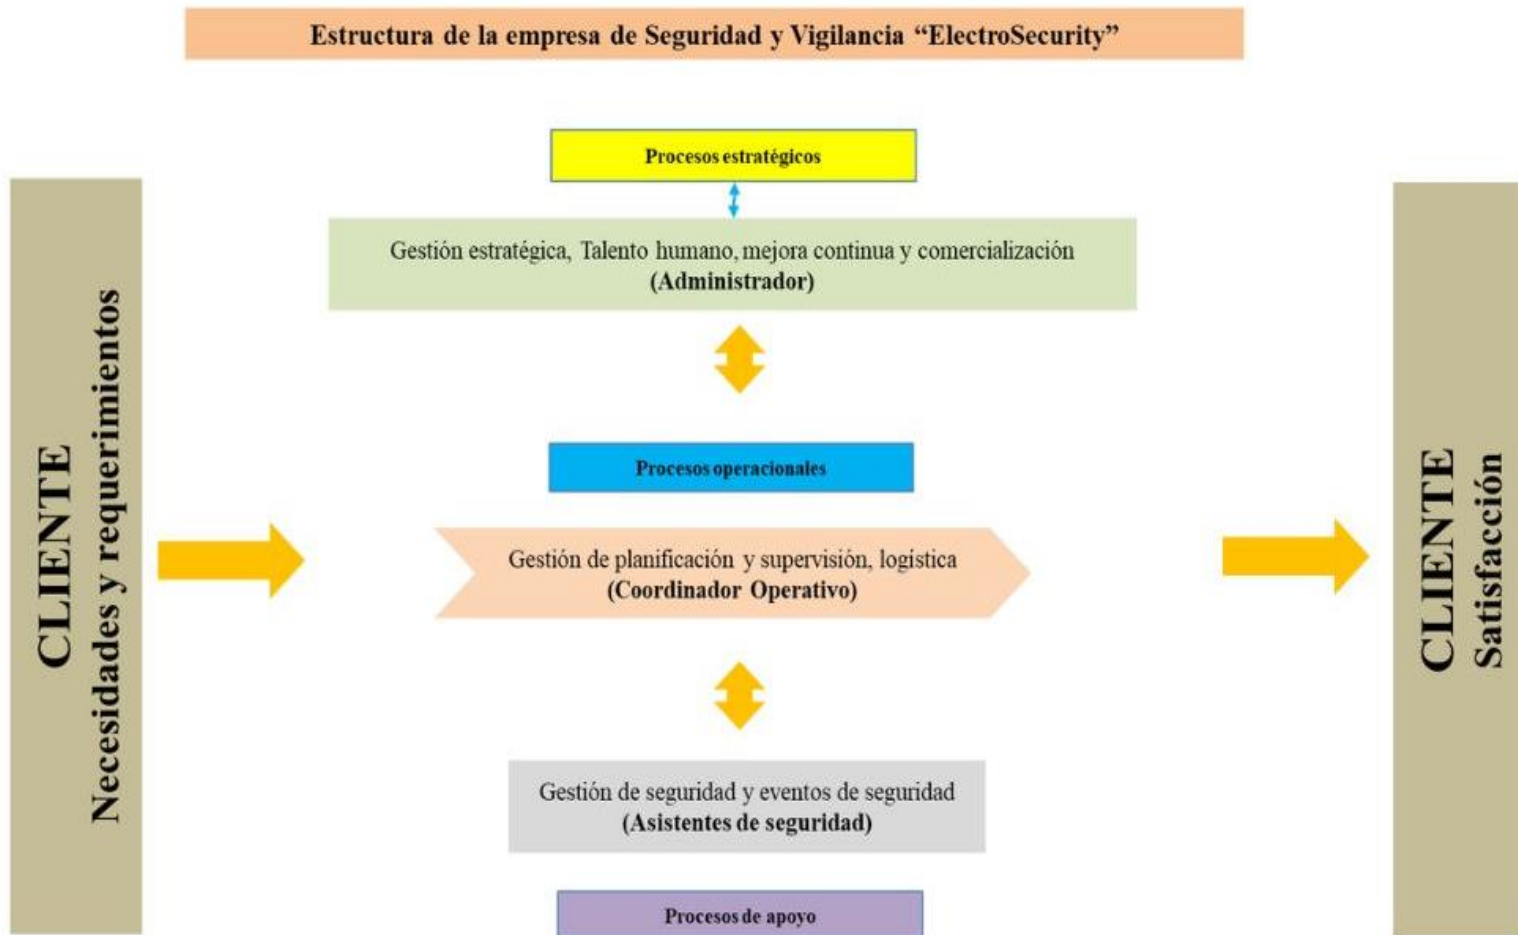 Estructura de la empresa de Seguridad y Vigilancia “ElectroSecurity”
Procesos estratégicos
Gestión estratégica, Talento humano, mejora continua y comercialización
(Administrador)
CLIENTE
Necesidades y requerimientos
Procesos operacionales
Gestión de planificación y supervisión, logística
(Coordinador Operativo)
CLIENTE
Satisfacción
Gestión de seguridad y eventos de seguridad
(Asistentes de seguridad)
Procesos de apoyo